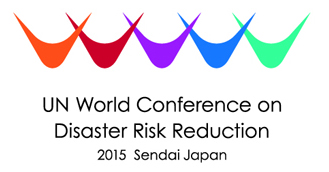 UN World Conference on
Disaster Risk Reduction
2015 Sendai Japan